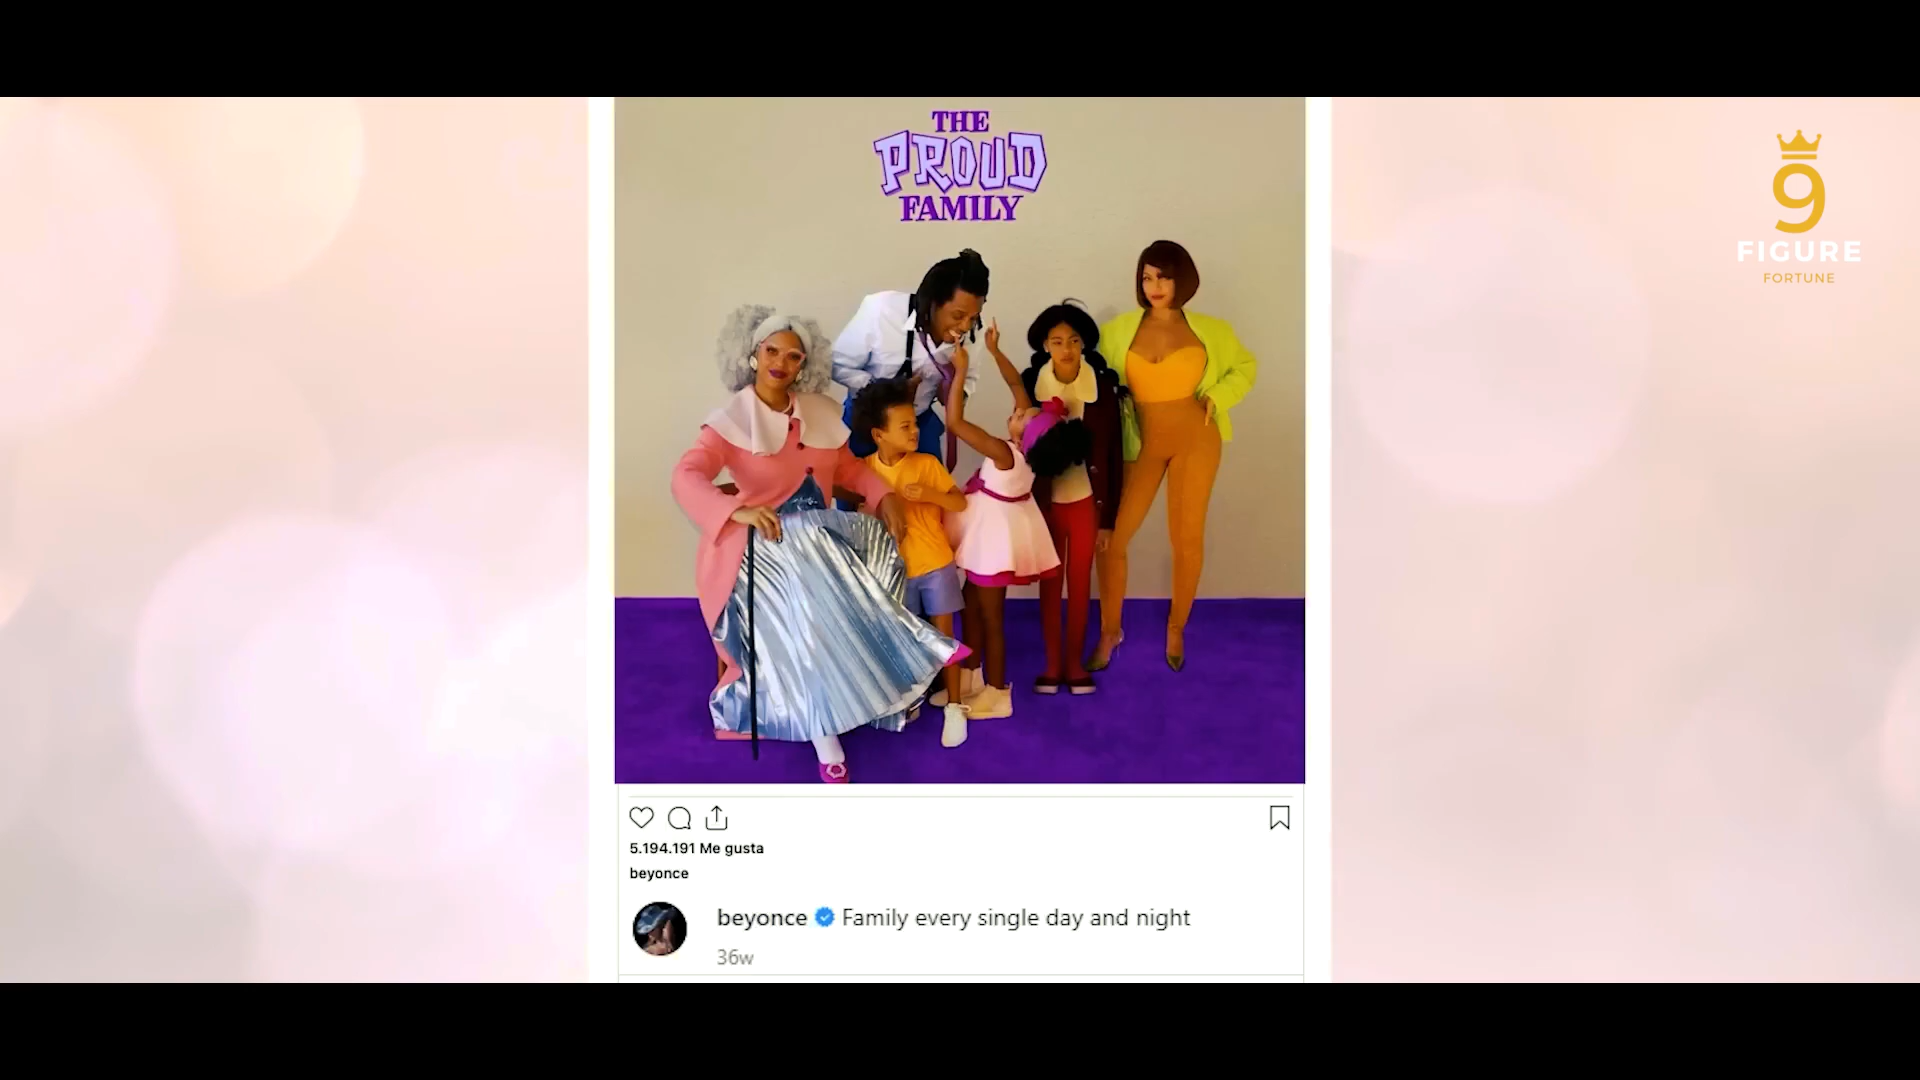 THE
PROUD
FAMILY
9
FIGURE
FORTUNE
5.194.191 Me gusta
beyonce
beyonce Family every single day and night
36w